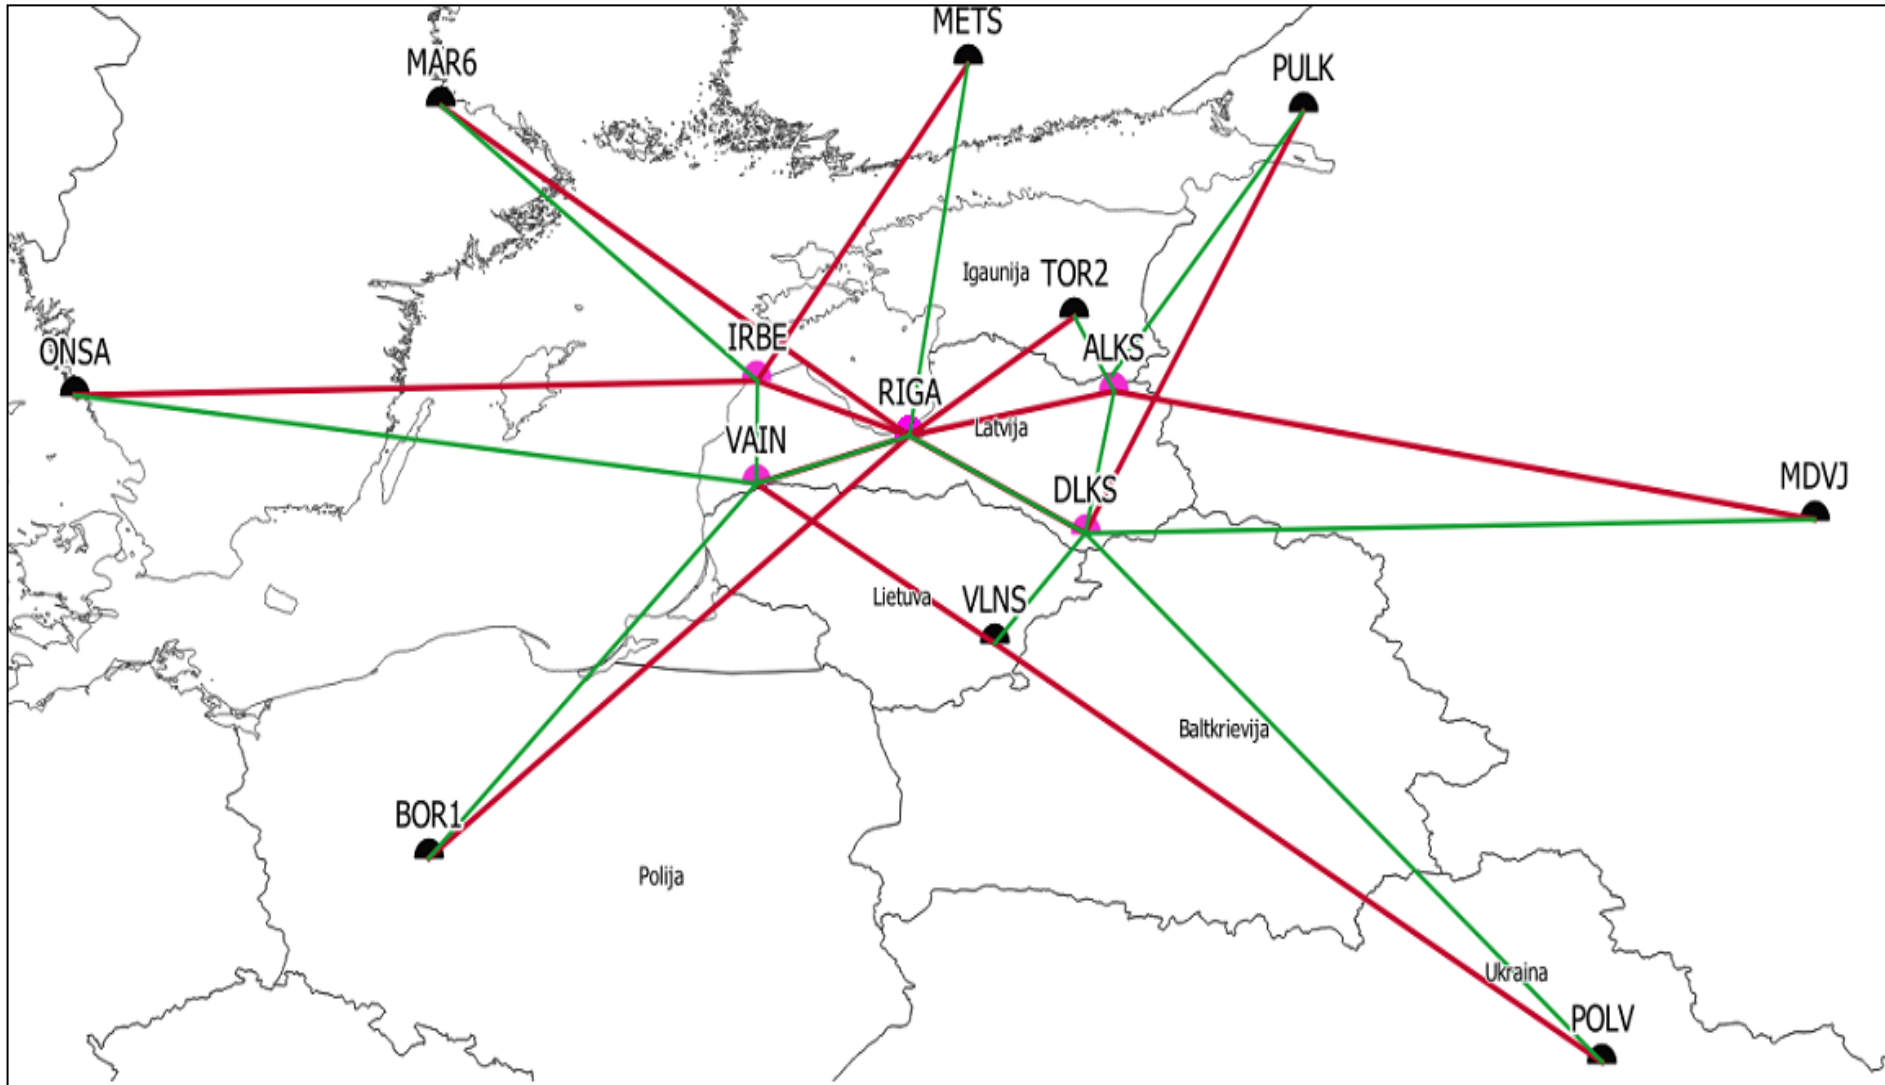 METS
MAR6
PULK
Igaunija
TOR2
IRBE
ALKS
ONSA
RIGA
Latvija
VAIN
MDVJ
DLKS
Lietuva
VLNS
Baltkrievija
BOR1
Polija
Ukraina
POLV